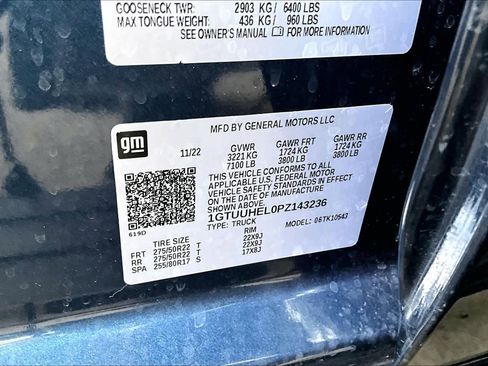 GOOSENECK TWR: 2903 KG / 6400 LBS
MAX TONGUE WEIGHT: 436 KG / 960 LBS
SEE OWNER'S MANUAL FOR MORE INFORMATION
gm
MFD BY GENERAL MOTORS LLC
11/22 GVWR GAWR FRT GAWR RR
3221 KG 1724 KG 1724 KG
7100 LB 3800 LB 3800 LB
THIS VEHICLE CONFORMS TO ALL APPLICABLE U.S. FEDERAL MOTOR
VEHICLE SAFETY, BUMPER, AND THEFT PREVENTION STANDARDS
IN EFFECT ON THE DATE OF MANUFACTURE SHOWN ABOVE.
1GTUUHEL0PZ143236
TYPE: TRUCK MODEL: 06TK10543
619D
TIRE SIZE RIM
FRT 275/50R22 T 22X9J
RR 275/50R22 T 22X9J
SPA 255/80R17 S 17X8J